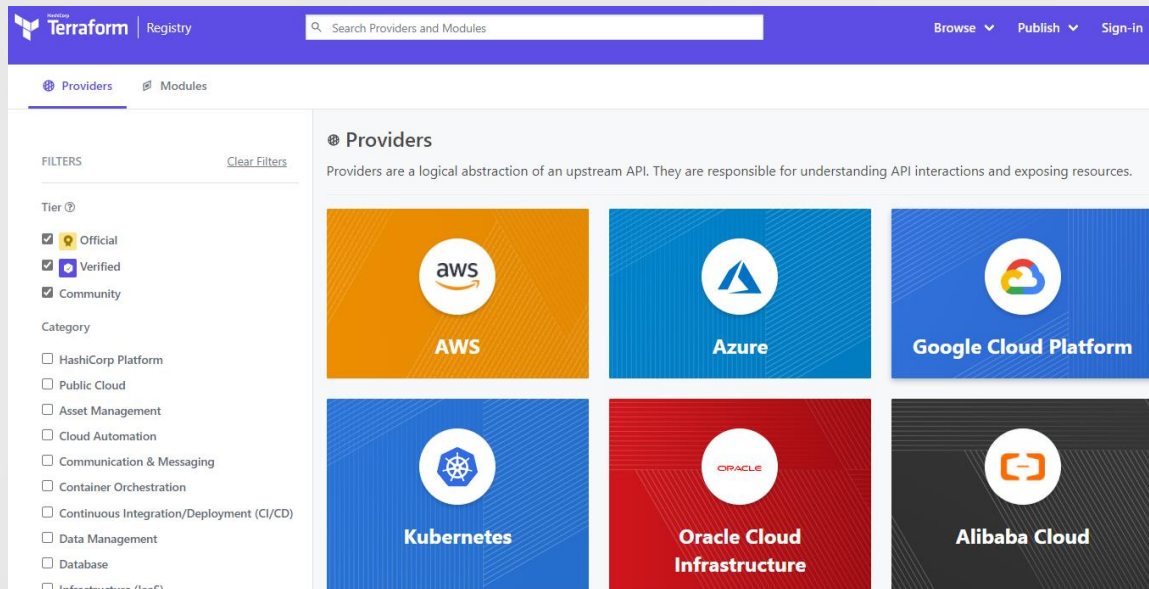 HashiCorp
Terraform
Registry
Search Providers and Modules
Browse
Publish
Sign-in
Providers
Modules
FILTERS
Clear Filters
Tier
Official
Verified
Community
Category
HashiCorp Platform
Public Cloud
Asset Management
Cloud Automation
Communication & Messaging
Container Orchestration
Continuous Integration/Deployment (CI/CD)
Data Management
Database
Infrastructure (IaaS)
Providers
Providers are a logical abstraction of an upstream API. They are responsible for understanding API interactions and exposing resources.
aws
AWS
Azure
Google Cloud Platform
Kubernetes
ORACLE
Oracle Cloud
Infrastructure
Alibaba Cloud